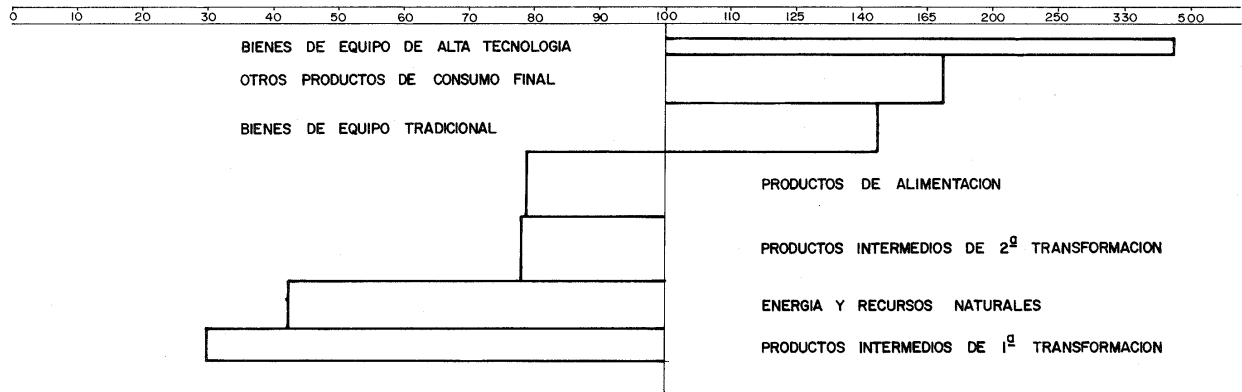 0 10 20 30 40 50 60 70 80 90 100 110 125 140 165 200 250 330 500
BIENES DE EQUIPO DE ALTA TECNOLOGIA
OTROS PRODUCTOS DE CONSUMO FINAL
BIENES DE EQUIPO TRADICIONAL
PRODUCTOS DE ALIMENTACION
PRODUCTOS INTERMEDIOS DE 2ª TRANSFORMACION
ENERGIA Y RECURSOS NATURALES
PRODUCTOS INTERMEDIOS DE 1ª TRANSFORMACION